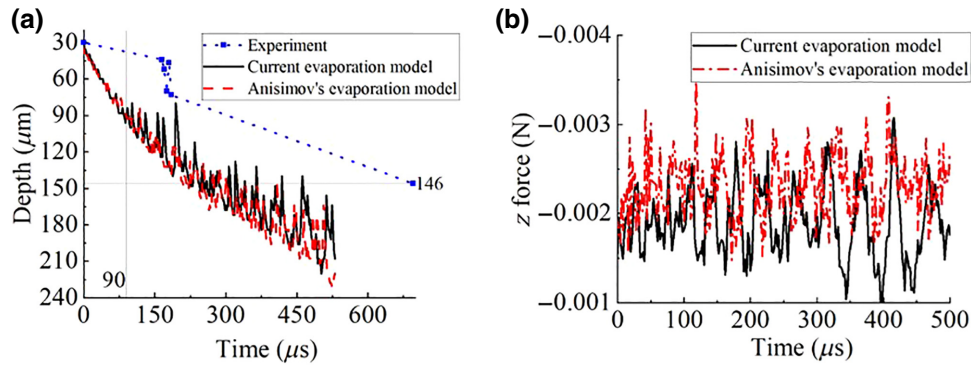 (a)
Experiment
Current evaporation model
Anisimov's evaporation model
30
60
90
120
150
180
210
240
Depth (μm)
146
90
0
150
300
450
600
Time (μs)
(b)
Current evaporation model
Anisimov's evaporation model
−0.004
−0.003
−0.002
−0.001
z force (N)
0
100
200
300
400
500
Time (μs)